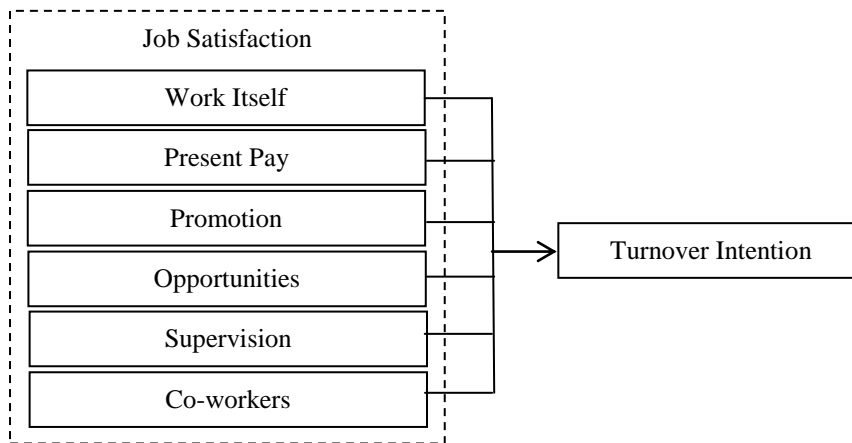 Job Satisfaction
Work Itself
Present Pay
Promotion
Opportunities
Supervision
Co-workers
Turnover Intention